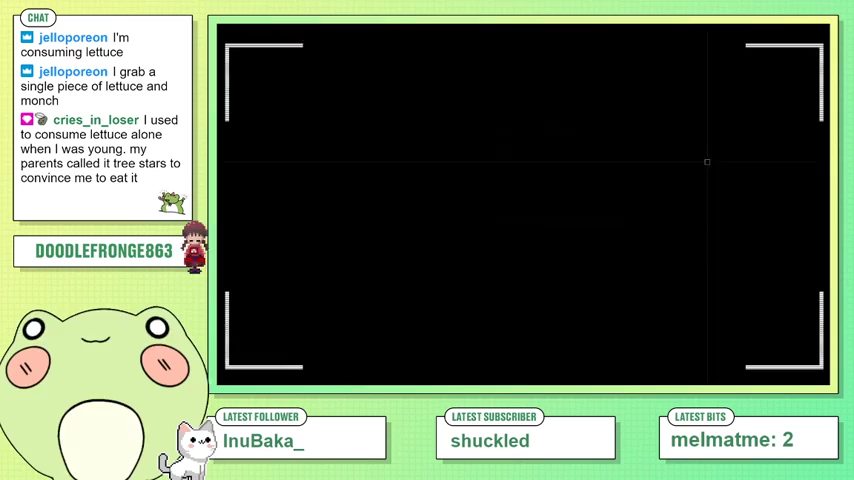 CHAT
jelloporeon I'm
consuming lettuce
jelloporeon I grab a
single piece of lettuce and
monch
cries_in_loser I used
to consume lettuce alone
when I was young. my
parents called it tree stars to
convince me to eat it
DOODLEFRONGE863
LATEST FOLLOWER
InuBaka_
LATEST SUBSCRIBER
shuckled
LATEST BITS
melmatme: 2